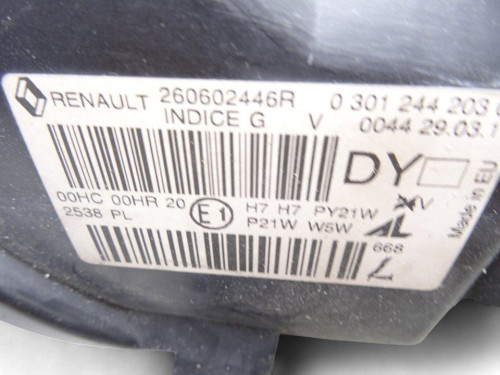 RENAULT 260602446R 0 301 244 203
INDICE G V 0044 29.03.
DY
00HC 00HR 20 E1 H7 H7 PY21W V
2538 PL P21W W5W AL
668
L
Made in EU